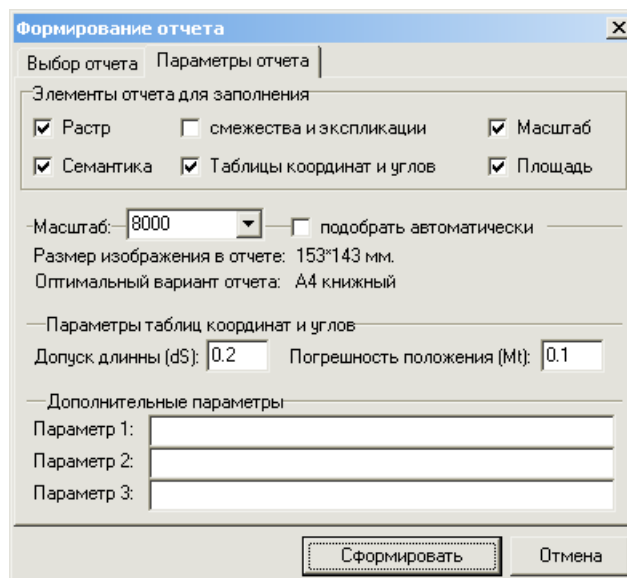 Формирование отчета
Выбор отчета Параметры отчета
Элементы отчета для заполнения
Растр смежества и экспликации Масштаб
Семантика Таблицы координат и углов Площадь
Масштаб: 8000 подобрать автоматически
Размер изображения в отчете: 153*143 мм.
Оптимальный вариант отчета: А4 книжный
Параметры таблиц координат и углов
Допуск длинны (dS): 0.2 Погрешность положения (Mt): 0.1
Дополнительные параметры
Параметр 1:
Параметр 2:
Параметр 3:
Сформировать Отмена